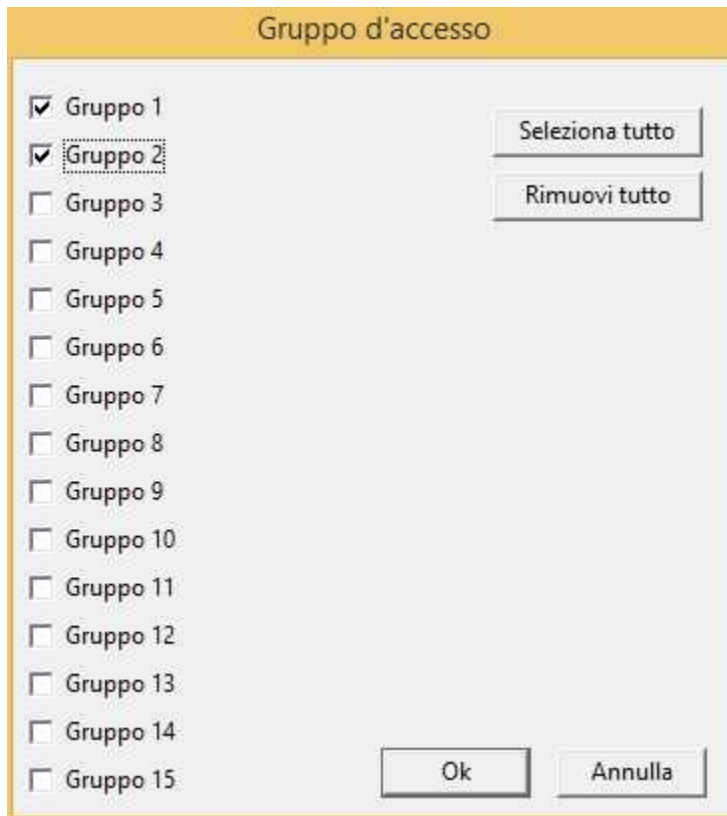 Gruppo d'accesso
Gruppo 1
Gruppo 2
Gruppo 3
Gruppo 4
Gruppo 5
Gruppo 6
Gruppo 7
Gruppo 8
Gruppo 9
Gruppo 10
Gruppo 11
Gruppo 12
Gruppo 13
Gruppo 14
Gruppo 15
Seleziona tutto
Rimuovi tutto
Ok
Annulla